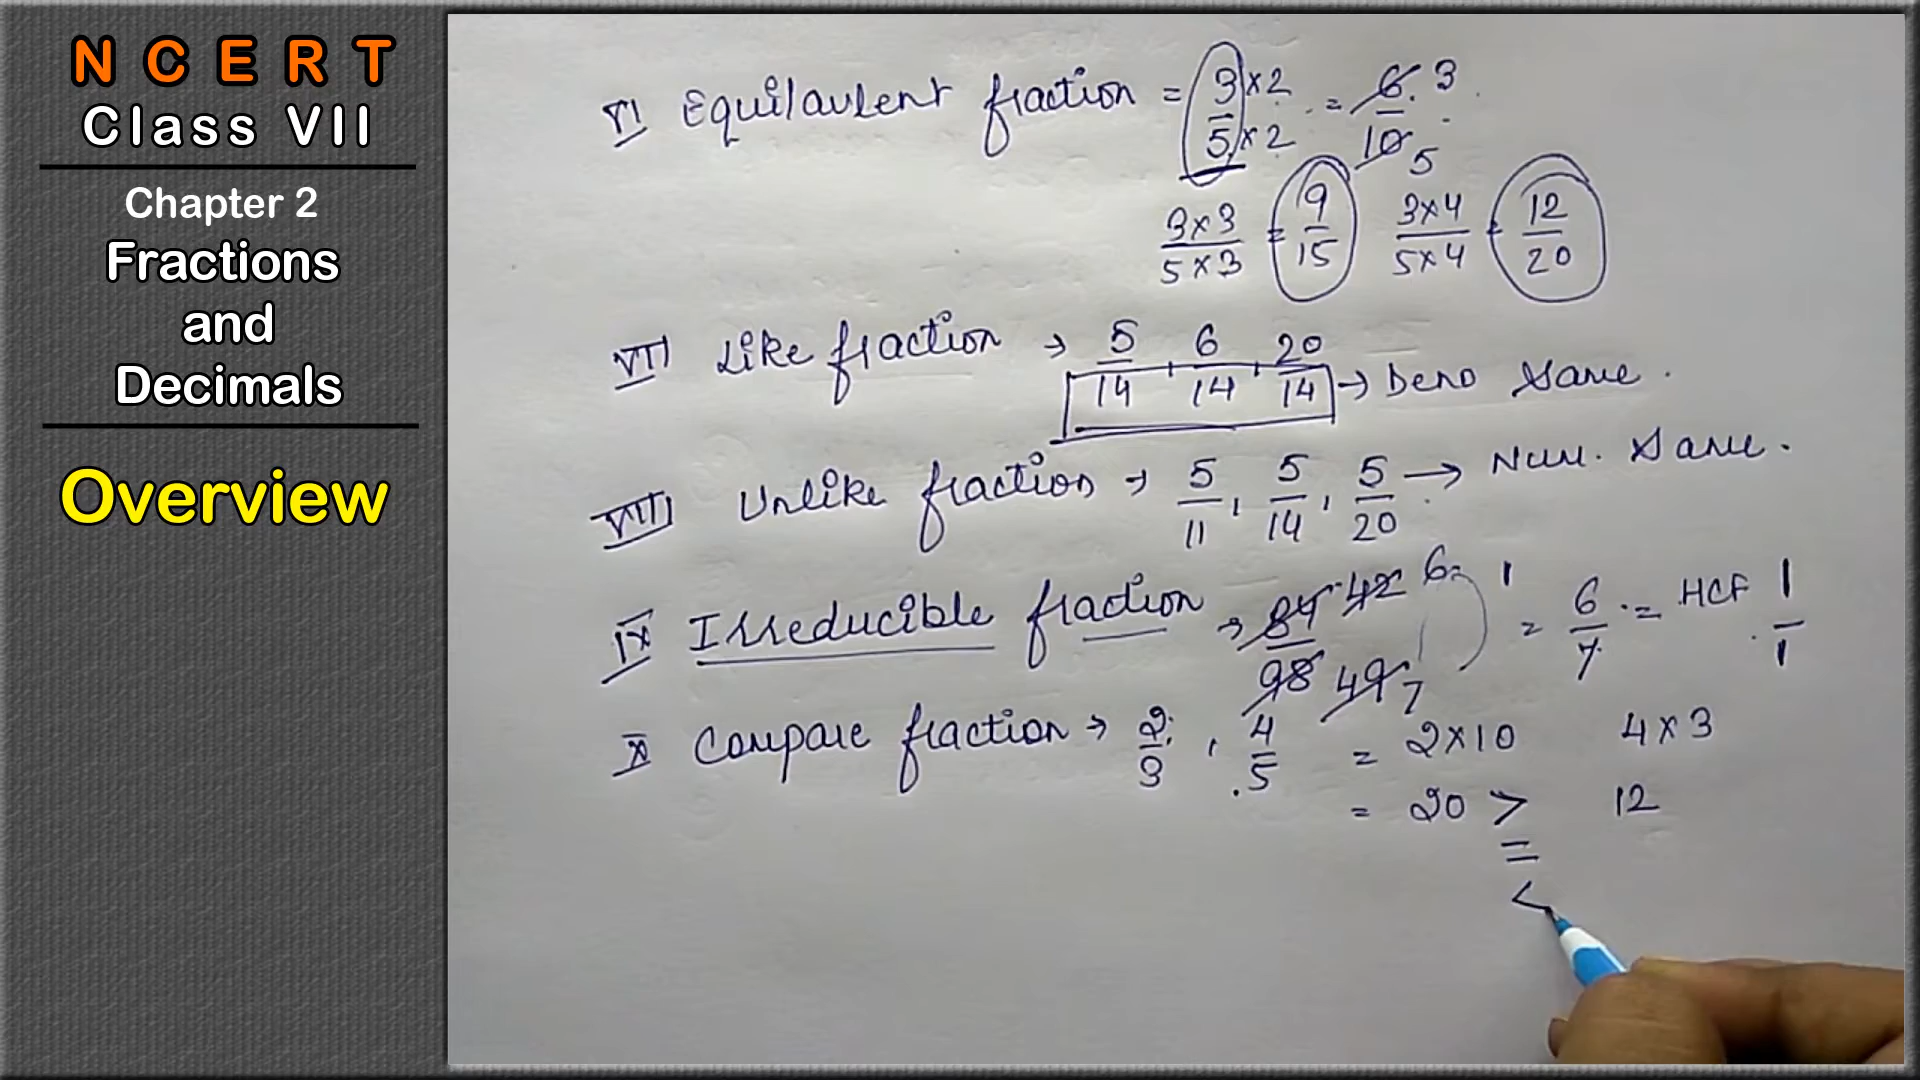 N C E R T
Class VII
Chapter 2
Fractions
and
Decimals
Overview
VI Equilavlent fraction = 3/5 ×2/×2 = 6/10 3/5
3×3/5×3 = 9/15 3×4/5×4 = 12/20
VII Like fraction → 5/14, 6/14, 20/14 → Deno Same.
VIII Unlike fraction → 5/11, 5/14, 5/20 → Num. Same.
IX Irreducible fraction → 84/98 42/49 6/7 1 = 6/7 = HCF 1/1
X Compare fraction → 2/3, 4/5 = 2×10 4×3
= 20 > 12
=
<